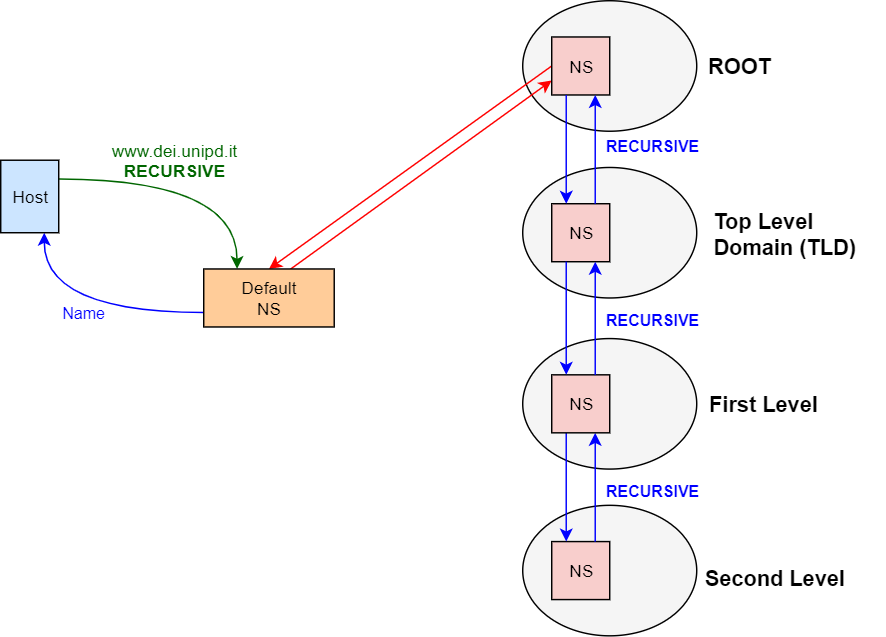 NS
ROOT
www.dei.unipd.it
RECURSIVE
RECURSIVE
Host
NS
Top Level
Domain (TLD)
Default
NS
Name
RECURSIVE
NS
First Level
RECURSIVE
NS
Second Level